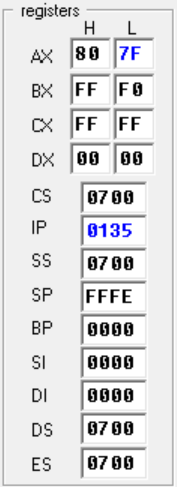 registers
H L
AX 80 7F
BX FF F0
CX FF FF
DX 00 00
CS 0700
IP 0135
SS 0700
SP FFFE
BP 0000
SI 0000
DI 0000
DS 0700
ES 0700